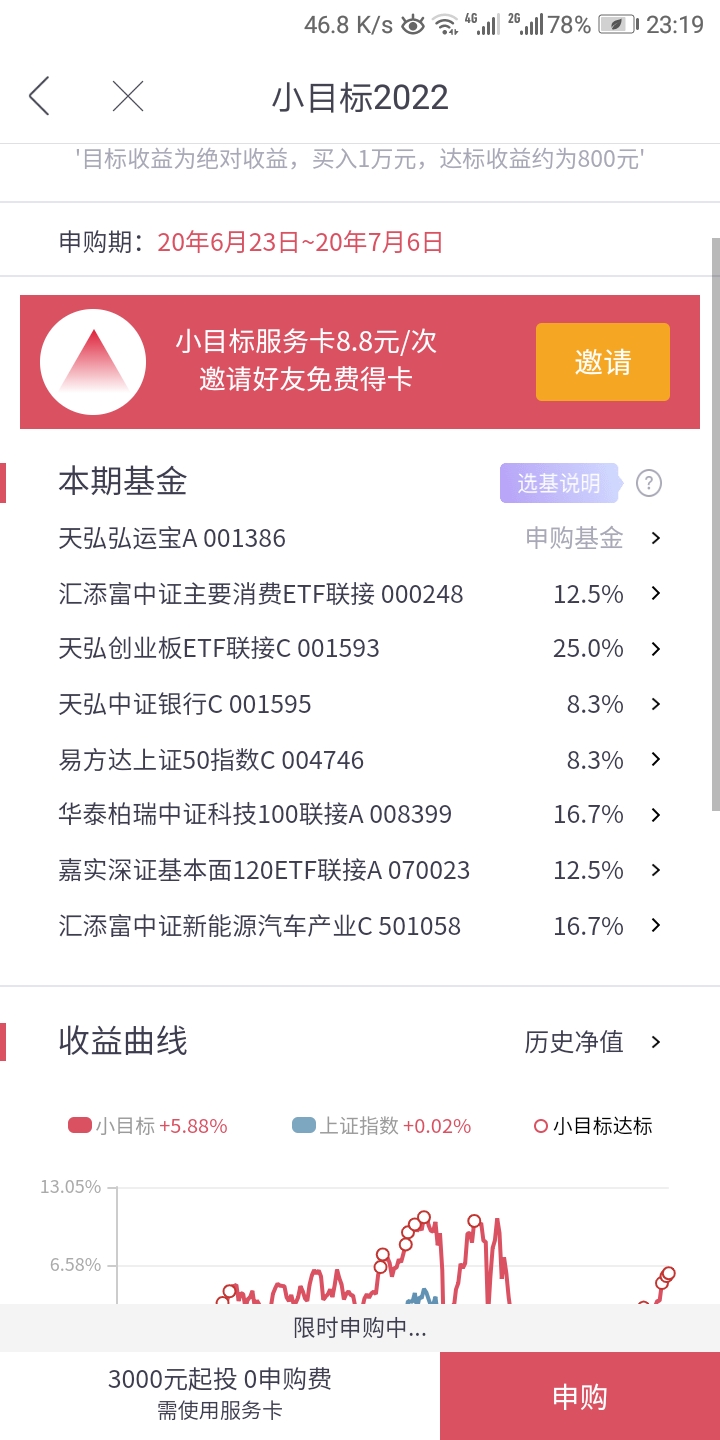 46.8 K/s 4G 2G 78% 23:19
小目标2022
'目标收益为绝对收益，买入1万元，达标收益约为800元'
申购期：20年6月23日~20年7月6日
小目标服务卡8.8元/次
邀请好友免费得卡
邀请
本期基金 选基说明 ?
天弘弘运宝A 001386 申购基金
汇添富中证主要消费ETF联接 000248 12.5%
天弘创业板ETF联接C 001593 25.0%
天弘中证银行C 001595 8.3%
易方达上证50指数C 004746 8.3%
华泰柏瑞中证科技100联接A 008399 16.7%
嘉实深证基本面120ETF联接A 070023 12.5%
汇添富中证新能源汽车产业C 501058 16.7%
收益曲线 历史净值
小目标 +5.88% 上证指数 +0.02% 小目标达标
13.05%
6.58%
限时申购中...
3000元起投 0申购费
需使用服务卡
申购